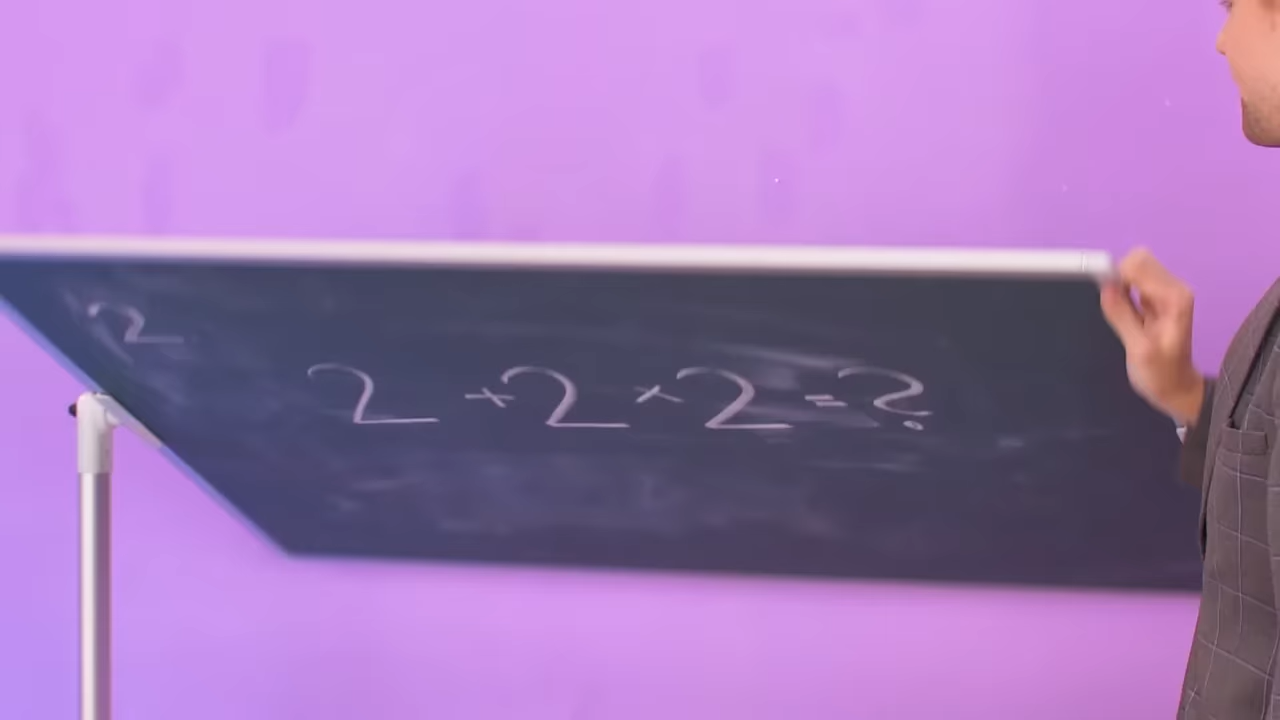 2
2 + 2 × 2 = ?